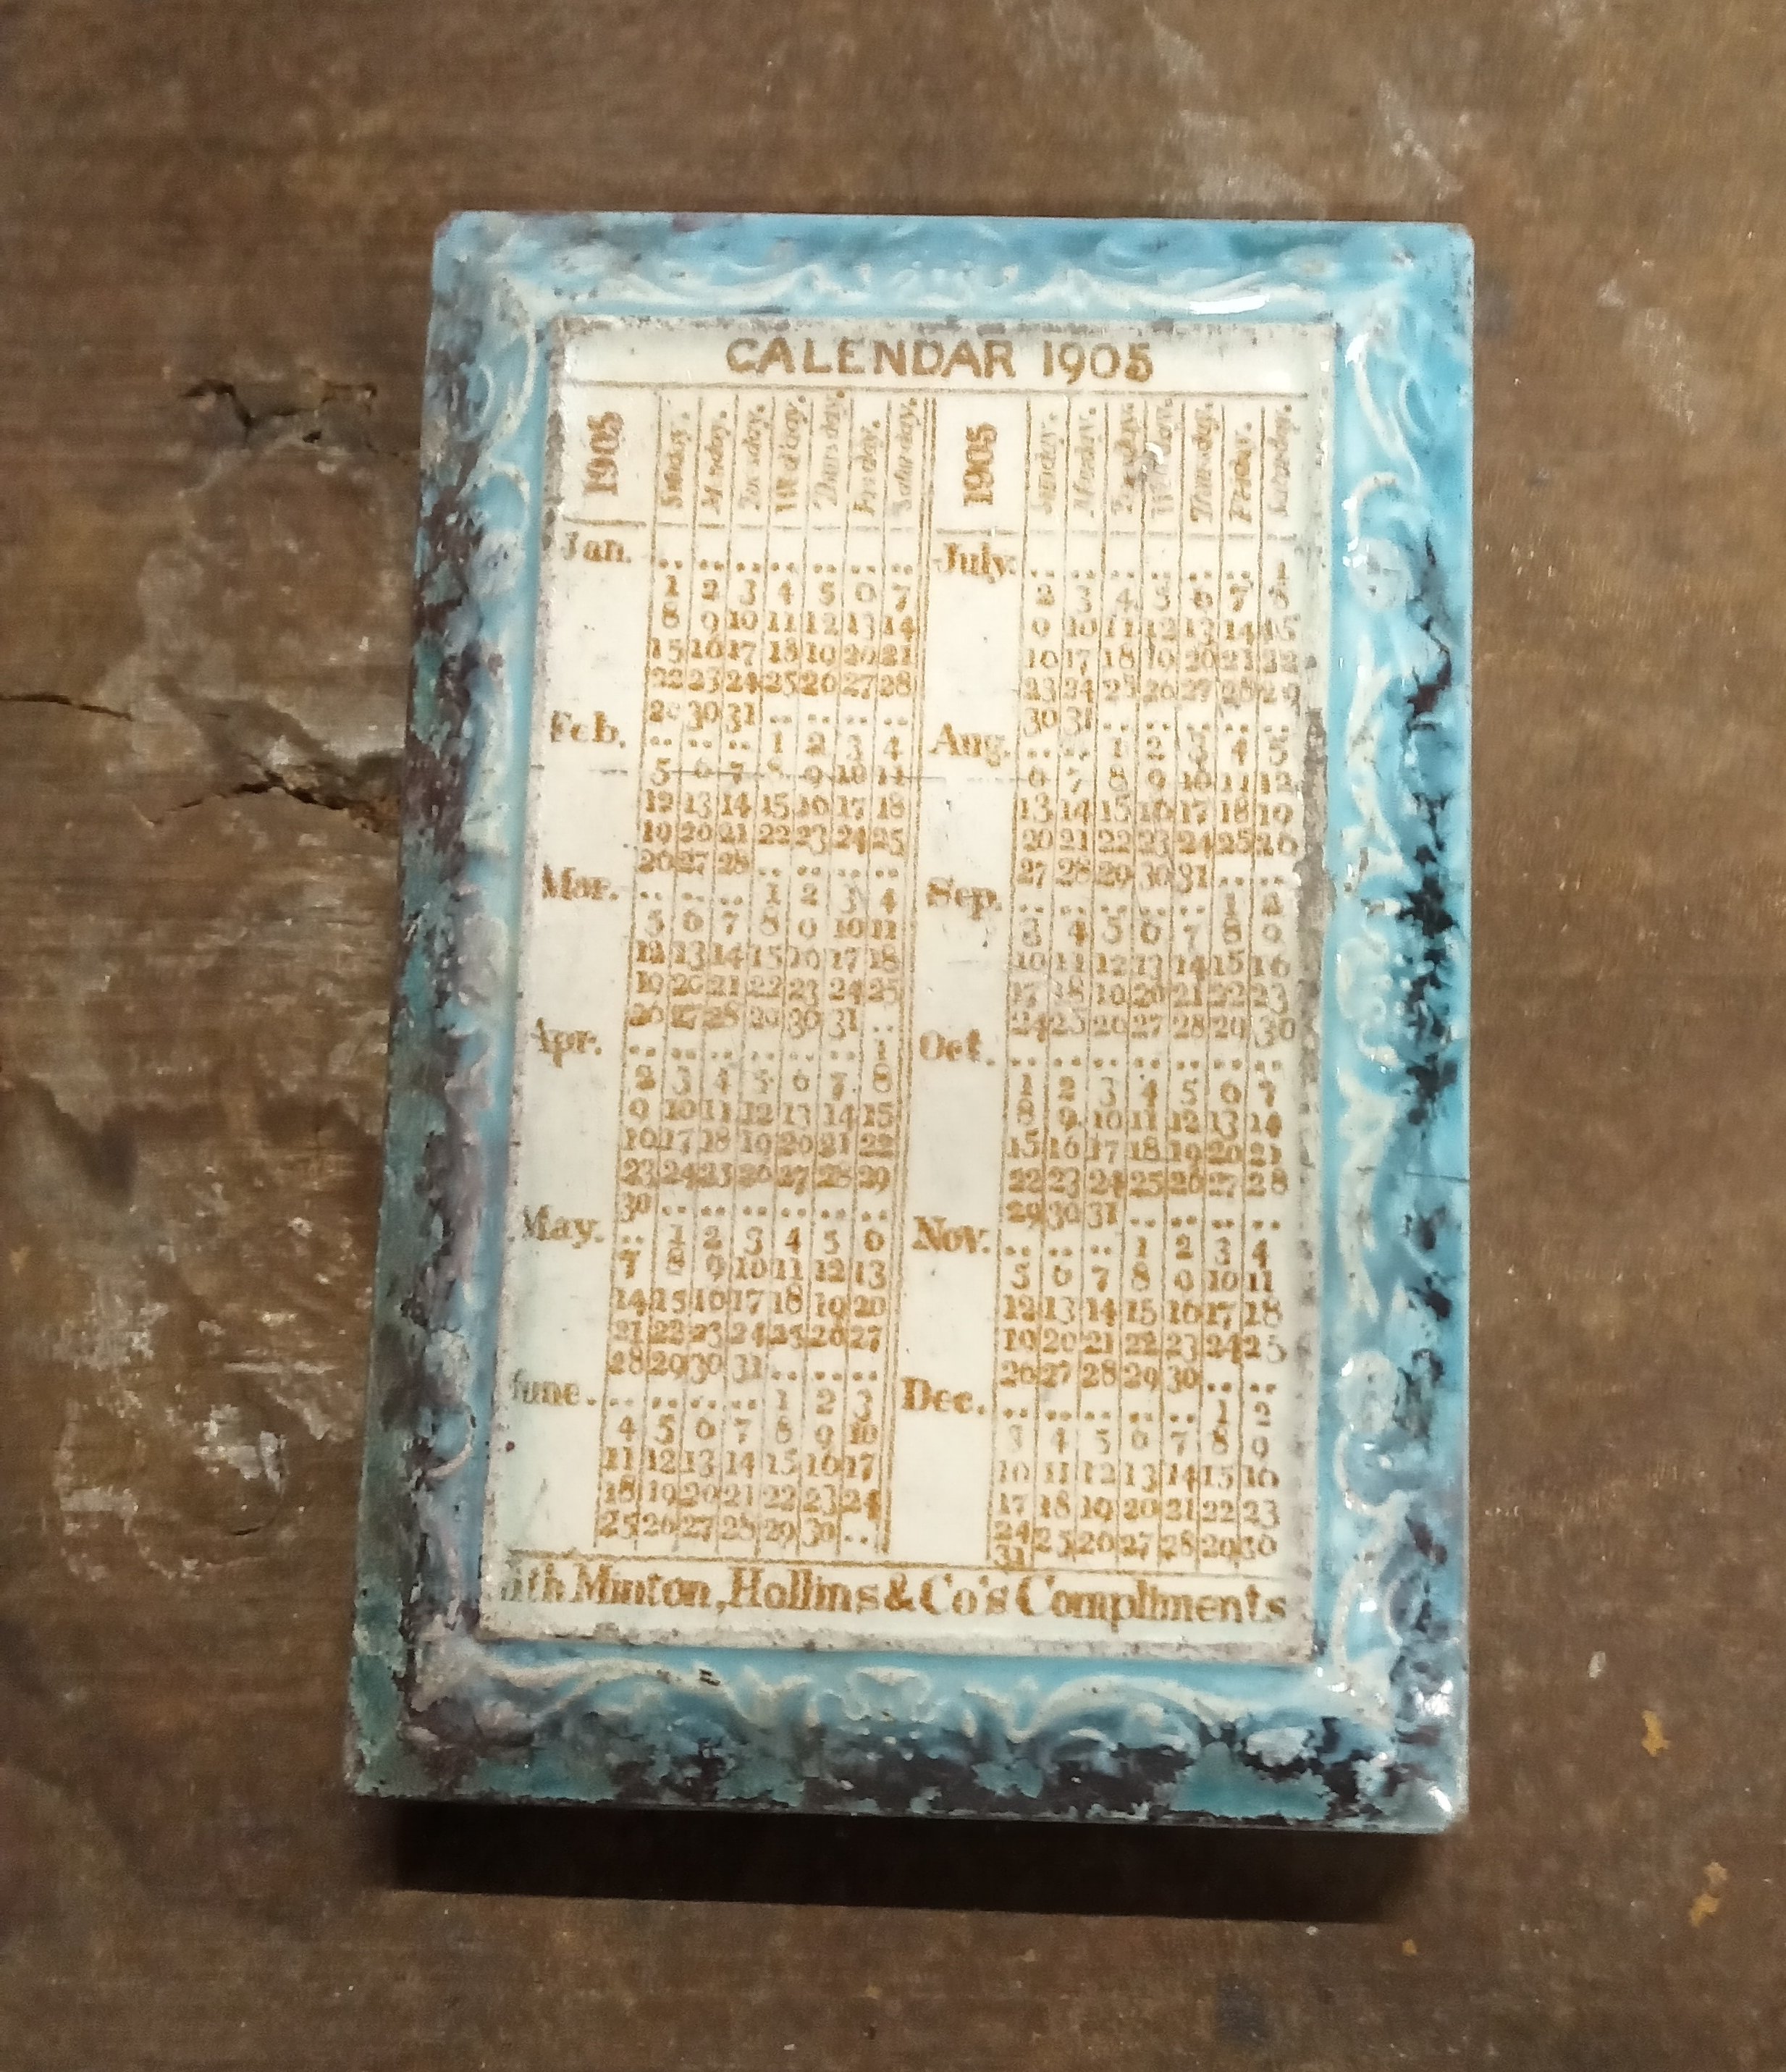 CALENDAR 1905
1905 Sunday. Monday. Tuesday. Wednesday. Thursday. Friday. Saturday.
Jan. .. .. .. .. .. .. ..
1 2 3 4 5 6 7
8 9 10 11 12 13 14
15 16 17 18 19 20 21
22 23 24 25 26 27 28
29 30 31 .. .. .. ..
Feb. .. .. .. 1 2 3 4
5 6 7 8 9 10 11
12 13 14 15 16 17 18
19 20 21 22 23 24 25
26 27 28 .. .. .. ..
Mar. .. .. .. 1 2 3 4
5 6 7 8 9 10 11
12 13 14 15 16 17 18
19 20 21 22 23 24 25
26 27 28 29 30 31 ..
Apr. .. .. .. .. .. .. 1
2 3 4 5 6 7 8
9 10 11 12 13 14 15
16 17 18 19 20 21 22
23 24 25 26 27 28 29
30 .. .. .. .. .. ..
May. .. 1 2 3 4 5 6
7 8 9 10 11 12 13
14 15 16 17 18 19 20
21 22 23 24 25 26 27
28 29 30 31 .. .. ..
June. .. .. .. .. 1 2 3
4 5 6 7 8 9 10
11 12 13 14 15 16 17
18 19 20 21 22 23 24
25 26 27 28 29 30 ..
1905 Sunday. Monday. Tuesday. Wednesday. Thursday. Friday. Saturday.
July. .. .. .. .. .. .. 1
2 3 4 5 6 7 8
9 10 11 12 13 14 15
16 17 18 19 20 21 22
23 24 25 26 27 28 29
30 31 .. .. .. .. ..
Aug. .. .. 1 2 3 4 5
6 7 8 9 10 11 12
13 14 15 16 17 18 19
20 21 22 23 24 25 26
27 28 29 30 31 .. ..
Sep. .. .. .. .. .. 1 2
3 4 5 6 7 8 9
10 11 12 13 14 15 16
17 18 19 20 21 22 23
24 25 26 27 28 29 30
Oct. .. .. .. .. .. .. ..
1 2 3 4 5 6 7
8 9 10 11 12 13 14
15 16 17 18 19 20 21
22 23 24 25 26 27 28
29 30 31 .. .. .. ..
Nov. .. .. .. 1 2 3 4
5 6 7 8 9 10 11
12 13 14 15 16 17 18
19 20 21 22 23 24 25
26 27 28 29 30 .. ..
Dec. .. .. .. .. .. 1 2
3 4 5 6 7 8 9
10 11 12 13 14 15 16
17 18 19 20 21 22 23
24 25 26 27 28 29 30
31
With Minton, Hollins & Co's Compliments